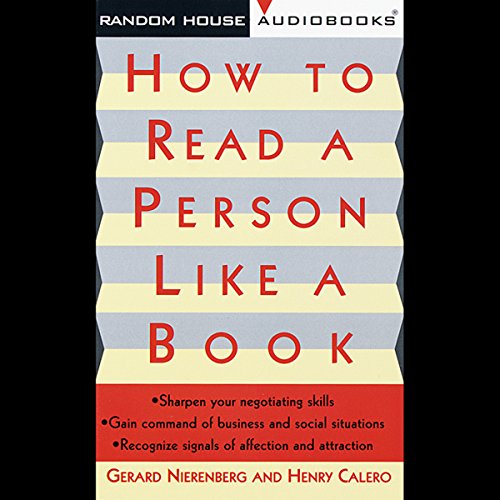 RANDOM HOUSE AUDIOBOOKS®
HOW TO
READ A
PERSON
LIKE A
BOOK
•Sharpen your negotiating skills
•Gain command of business and social situations
•Recognize signals of affection and attraction
GERARD NIERENBERG AND HENRY CALERO